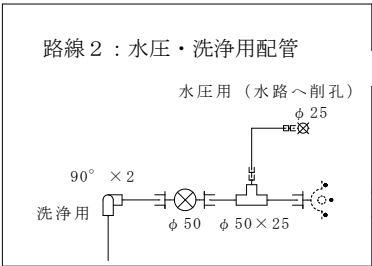 路線２：水圧・洗浄用配管
水圧用（水路へ削孔）
φ25
90° ×2
洗浄用
φ50
φ50×25